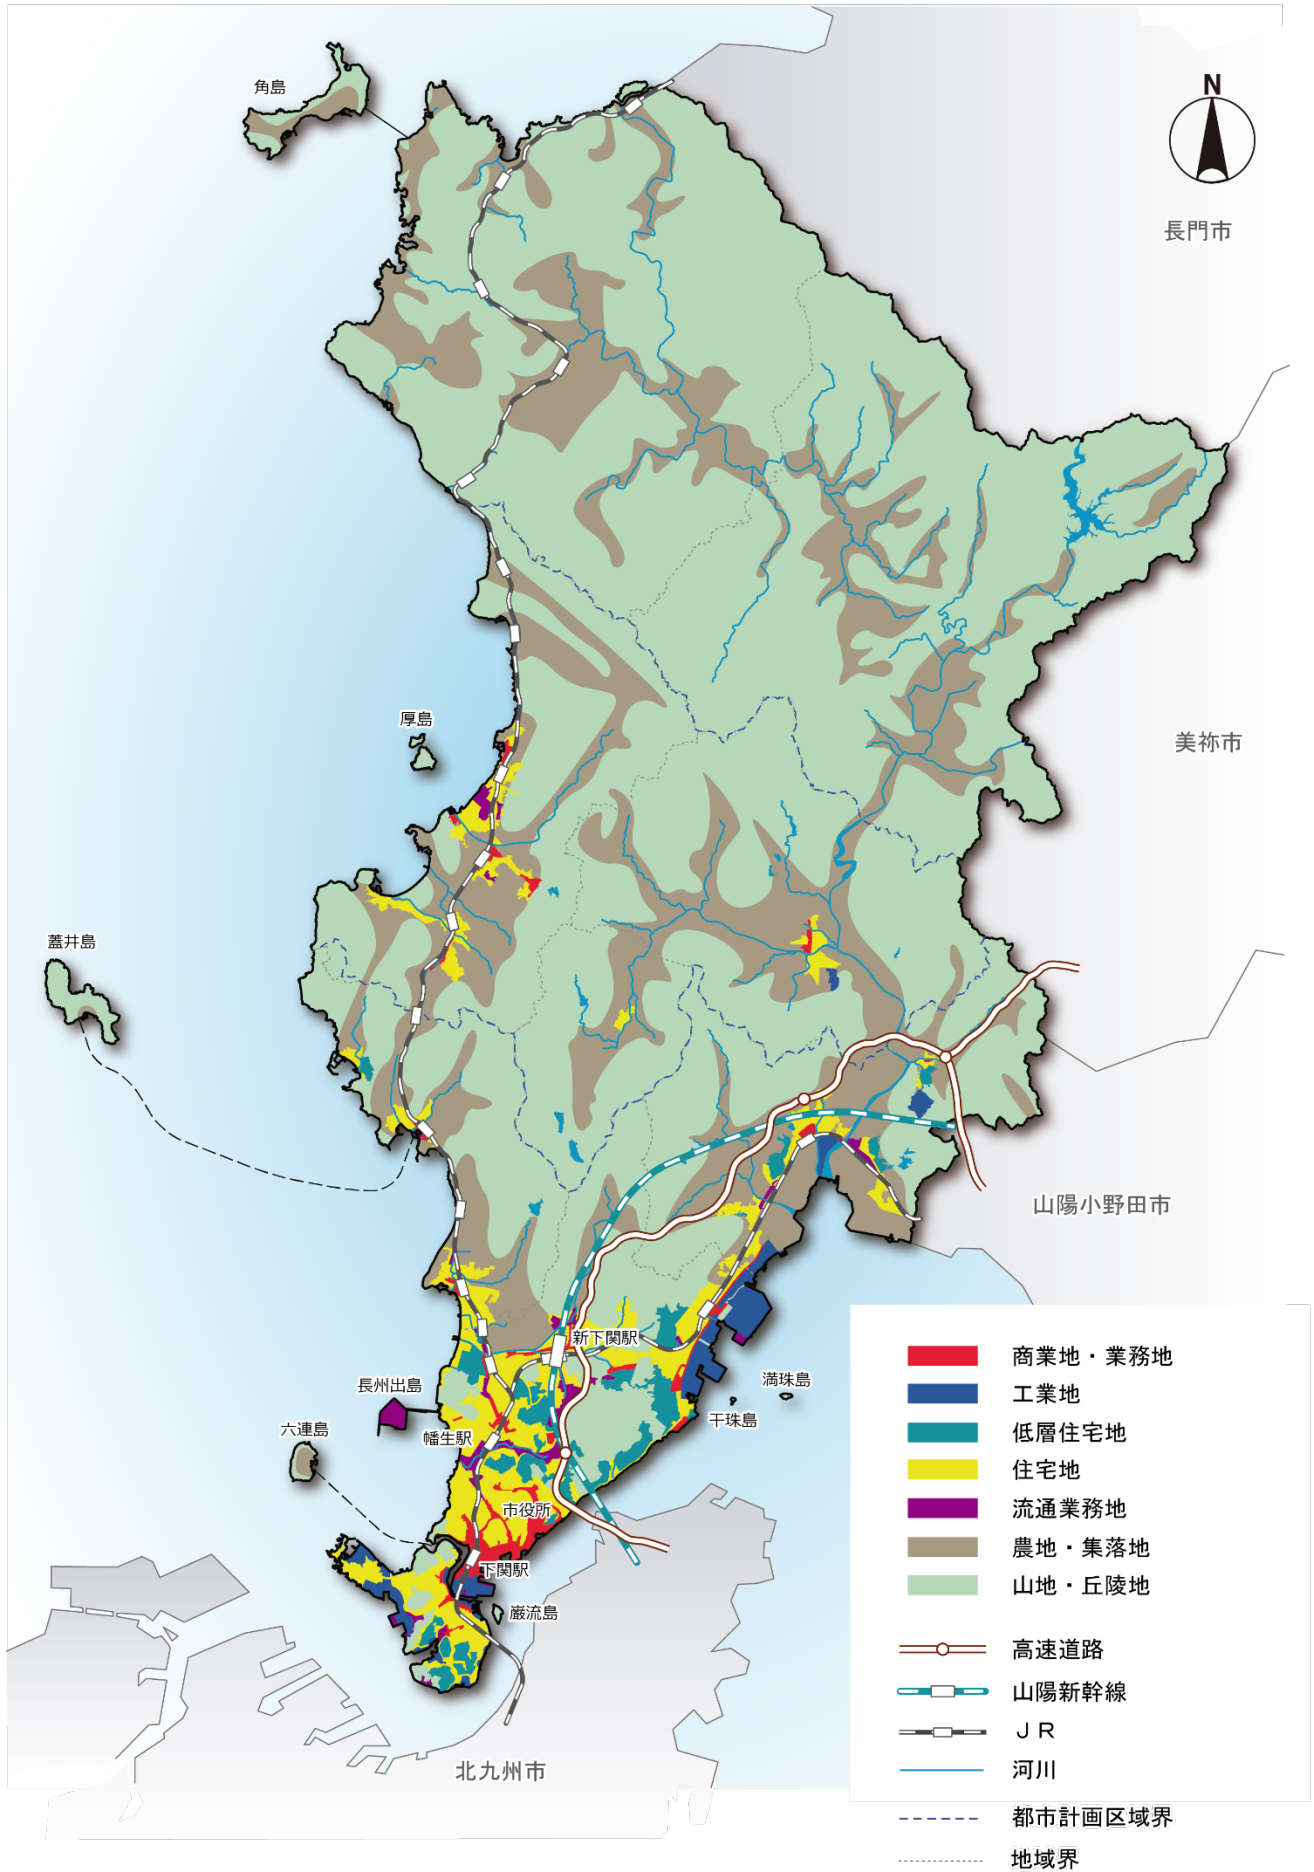 N
角島
長門市
厚島
美祢市
蓋井島
山陽小野田市
新下関駅
長州出島
満珠島
干珠島
六連島
幡生駅
市役所
下関駅
巌流島
北九州市
商業地・業務地
工業地
低層住宅地
住宅地
流通業務地
農地・集落地
山地・丘陵地
高速道路
山陽新幹線
ＪＲ
河川
都市計画区域界
地域界